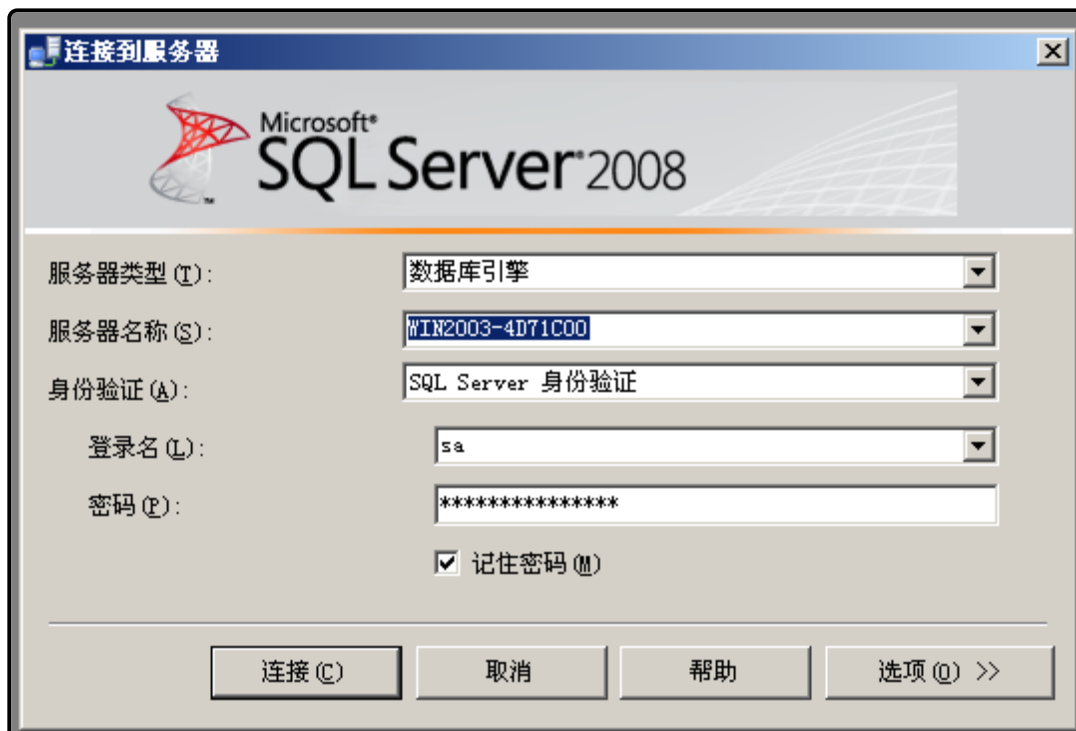 连接到服务器
Microsoft®
SQL Server® 2008
服务器类型(T): 数据库引擎
服务器名称(S): WIN2003-4D71C00
身份验证(A): SQL Server 身份验证
登录名(L): sa
密码(P): ***************
记住密码(M)
连接(C) 取消 帮助 选项(O) >>